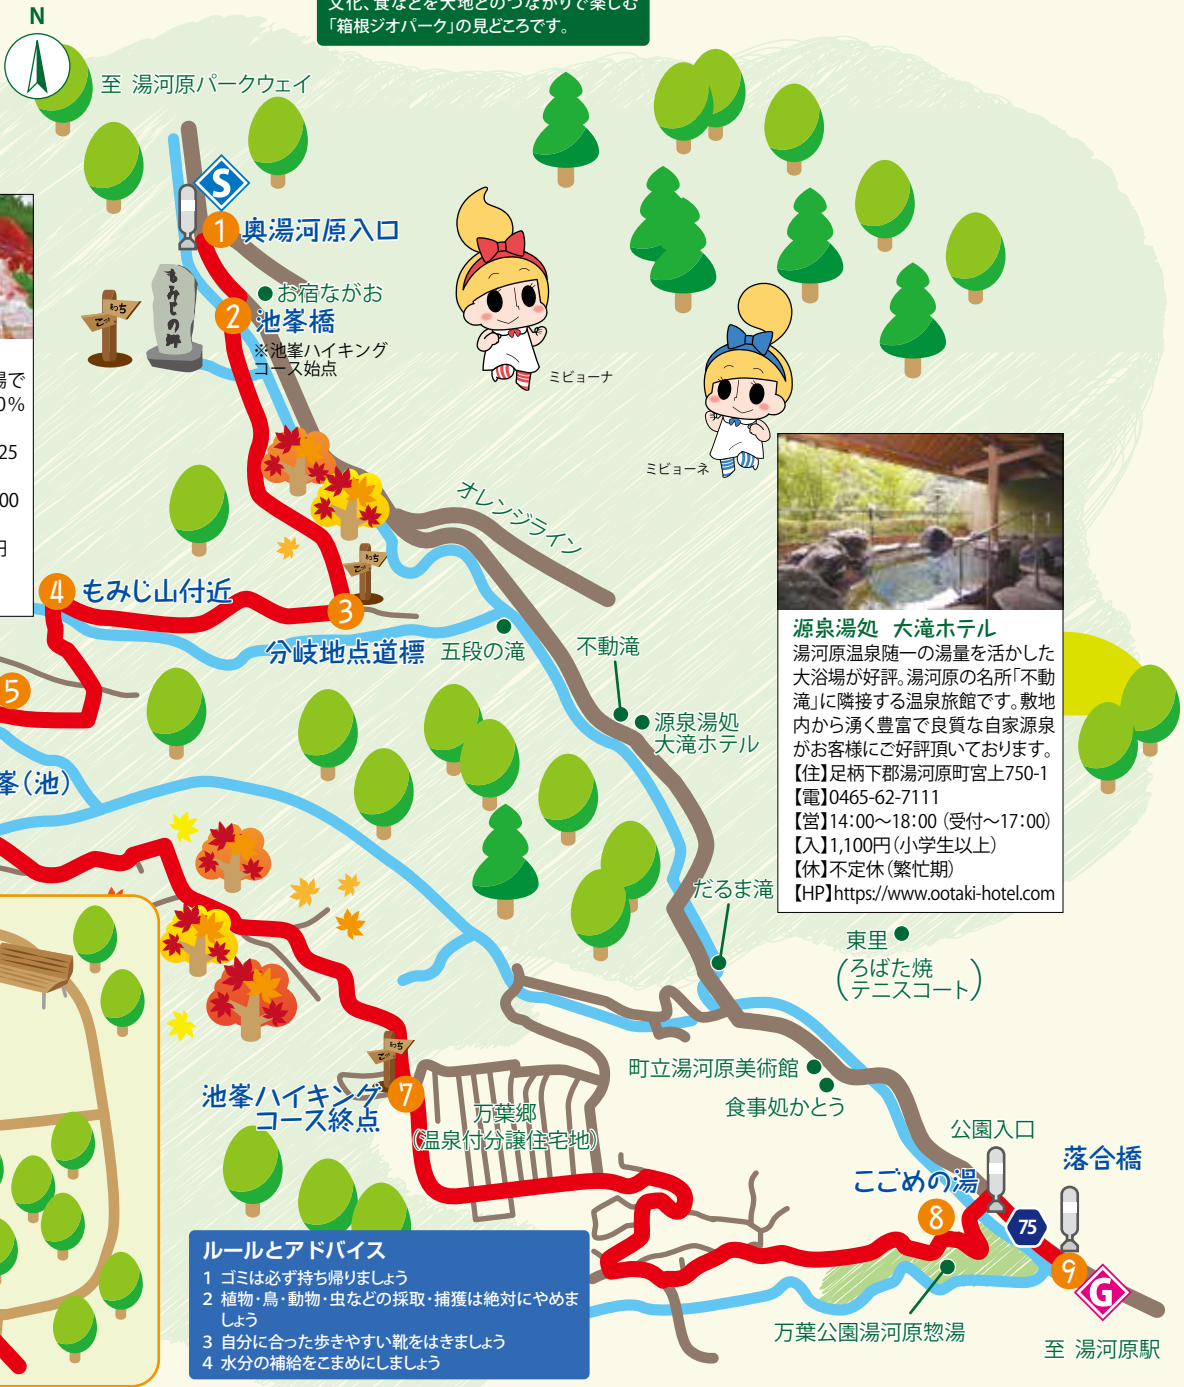 文化、食などを大地とのつながりで楽しむ
「箱根ジオパーク」の見どころです。
N
至 湯河原パークウェイ
S
1 奥湯河原入口
お宿ながお
2 池峯橋
※池峯ハイキング
コース始点
もみじの郷
こっち
ミビョーナ
ミビョーネ
場で
0%
25
00
円
オレンジライン
こっち
4 もみじ山付近
3
分岐地点道標
五段の滝
不動滝
5
源泉湯処
大滝ホテル
峯(池)
源泉湯処 大滝ホテル
湯河原温泉随一の湯量を活かした
大浴場が好評。湯河原の名所「不動
滝」に隣接する温泉旅館です。敷地
内から湧く豊富で良質な自家源泉
がお客様にご好評頂いております。
【住】足柄下郡湯河原町宮上750-1
【電】0465-62-7111
【営】14:00〜18:00 (受付〜17:00)
【入】1,100円(小学生以上)
【休】不定休(繁忙期)
【HP】https://www.ootaki-hotel.com
だるま滝
東里
(ろばた焼
テニスコート)
こっち
7
池峯ハイキング
コース終点
万葉郷
(温泉付分譲住宅地)
町立湯河原美術館
食事処かとう
公園入口
落合橋
こごめの湯
8
75
9
G
万葉公園湯河原惣湯
至 湯河原駅
ルールとアドバイス
1 ゴミは必ず持ち帰りましょう
2 植物・鳥・動物・虫などの採取・捕獲は絶対にやめま
しょう
3 自分に合った歩きやすい靴をはきましょう
4 水分の補給をこまめにしましょう